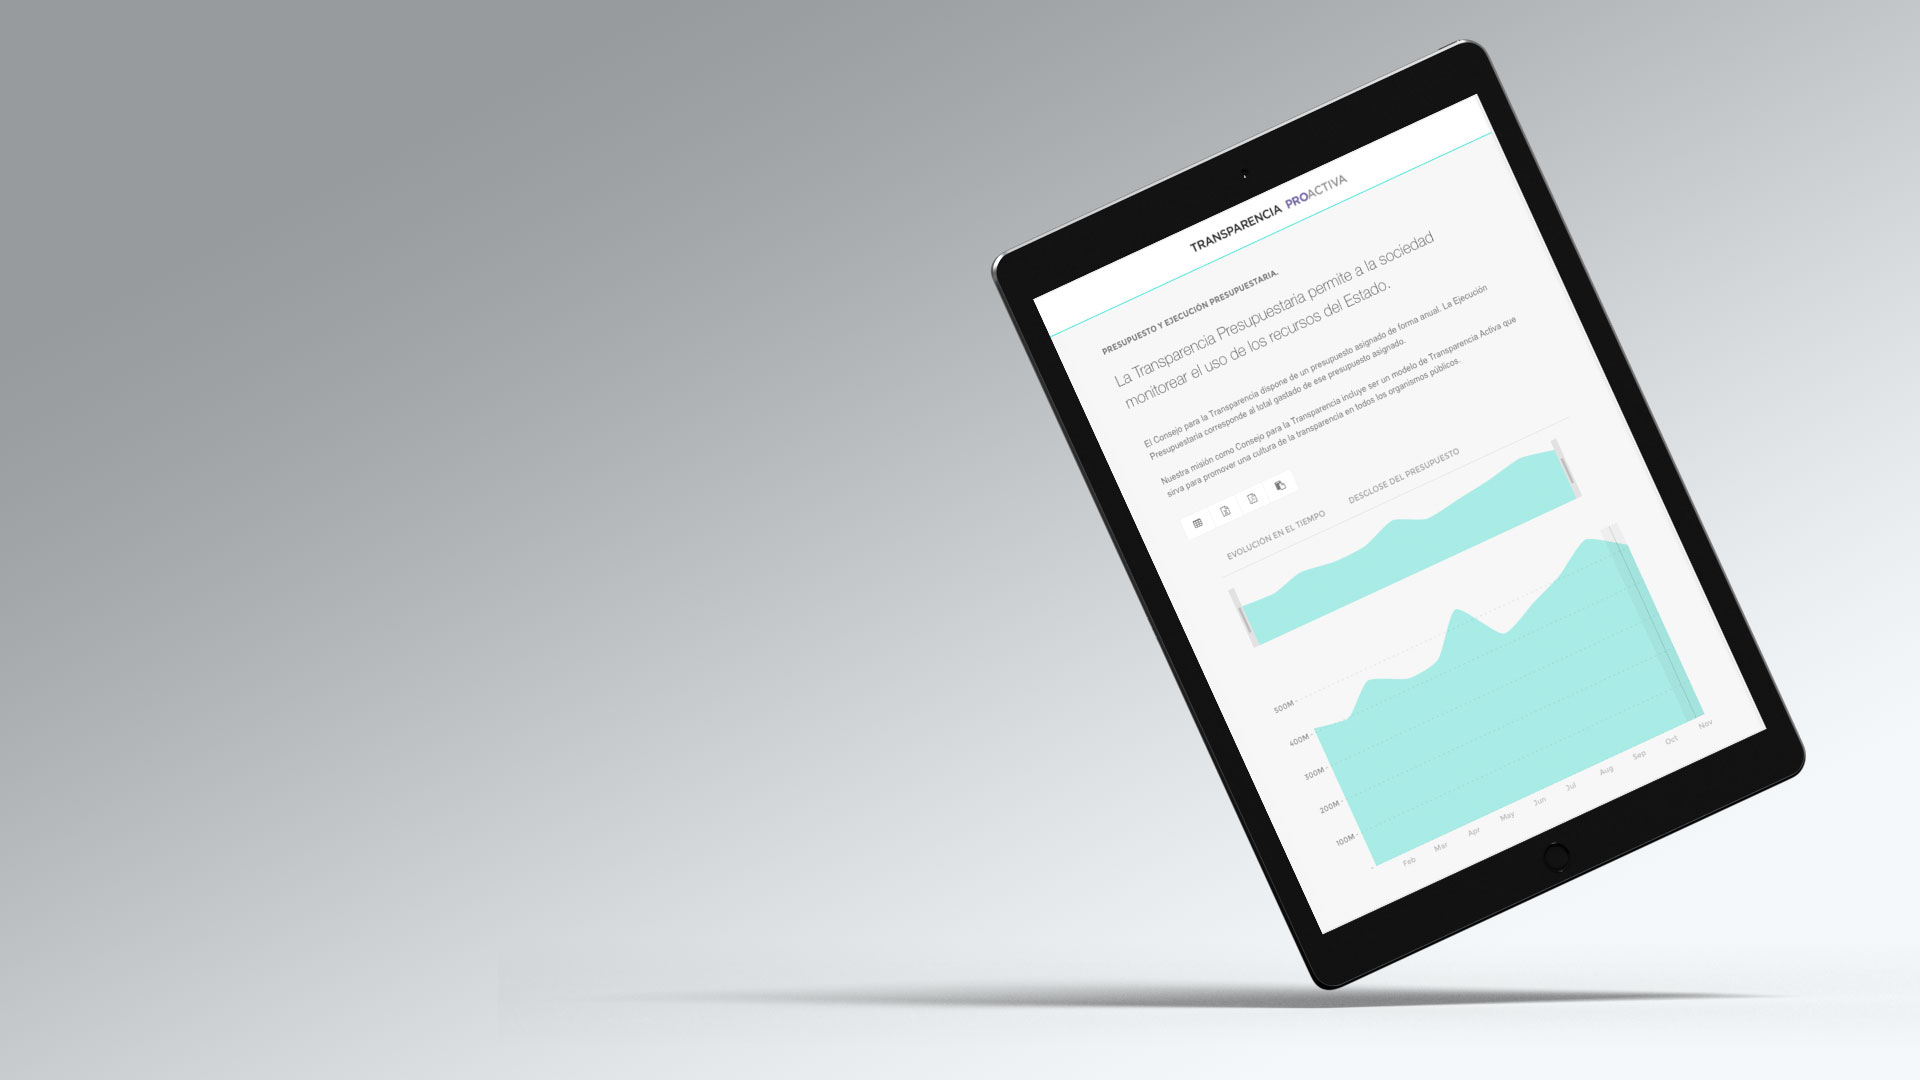 TRANSPARENCIA PROACTIVA
PRESUPUESTO Y EJECUCIÓN PRESUPUESTARIA.
La Transparencia Presupuestaria permite a la sociedad
monitorear el uso de los recursos del Estado.
El Consejo para la Transparencia dispone de un presupuesto asignado de forma anual. La Ejecución
Presupuestaria corresponde al total gastado de ese presupuesto asignado.
Nuestra misión como Consejo para la Transparencia incluye ser un modelo de Transparencia Activa que
sirva para promover una cultura de la transparencia en todos los organismos públicos.
EVOLUCIÓN EN EL TIEMPO
DESGLOSE DEL PRESUPUESTO
500M
400M
300M
200M
100M
Feb
Mar
Apr
May
Jun
Jul
Aug
Sep
Oct
Nov